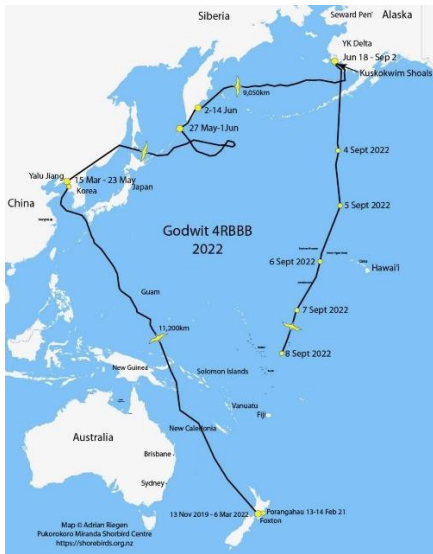 Siberia
Seward Pen'
Alaska
YK Delta
Jun 18 - Sep 2
Kuskokwim Shoals
9,050km
2-14 Jun
27 May-1Jun
Yalu Jiang
15 Mar - 23 May
Korea
Japan
China
4 Sept 2022
5 Sept 2022
Godwit 4RBBB
2022
6 Sept 2022
Hawai'i
7 Sept 2022
Guam
11,200km
8 Sept 2022
New Guinea
Solomon Islands
Vanuatu
Fiji
New Caledonia
Australia
Brisbane
Sydney
13 Nov 2019 - 6 Mar 2022
Porangahau 13-14 Feb 21
Foxton
Map © Adrian Riegen
Pukorokoro Miranda Shorbird Centre
https://shorebirds.org.nz